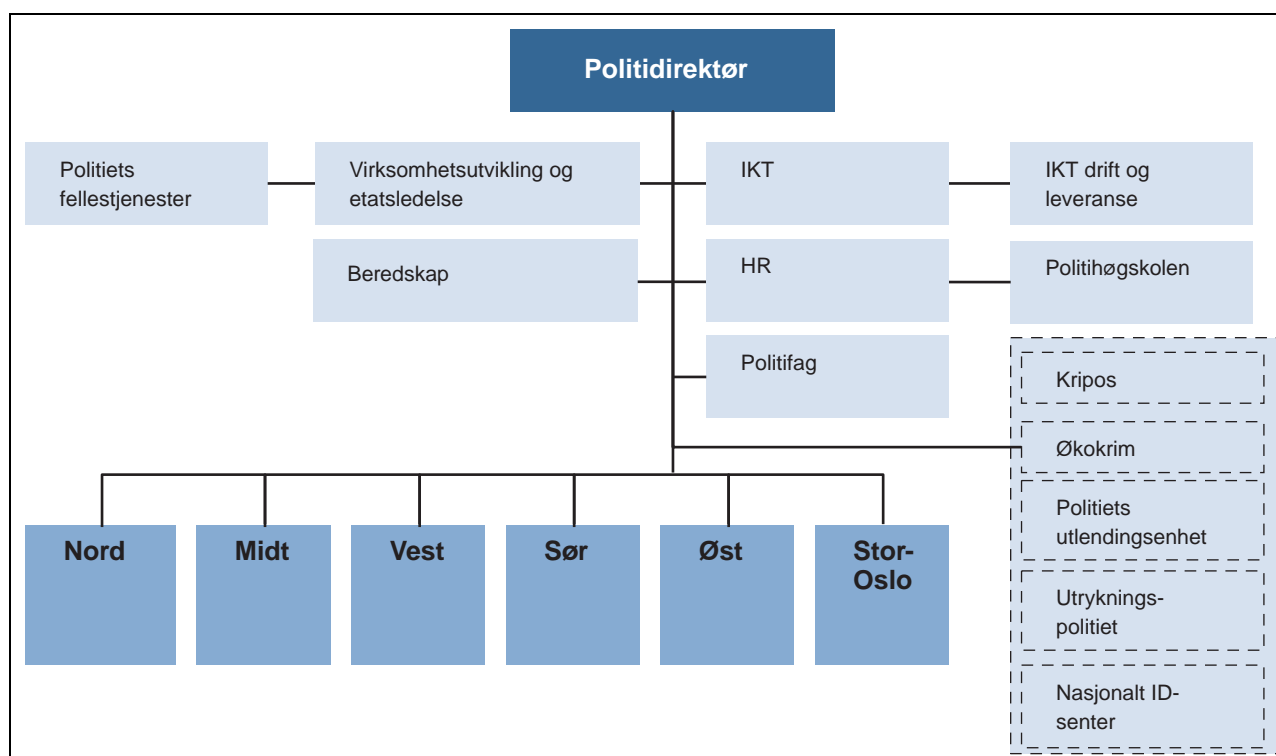 Politidirektør
Politiets
fellestjenester
Virksomhetsutvikling og
etatsledelse
IKT
IKT drift og
leveranse
Beredskap
HR
Politihøgskolen
Politifag
Kripos
Økokrim
Politiets
utlendingsenhet
Utryknings-
politiet
Nasjonalt ID-
senter
Nord
Midt
Vest
Sør
Øst
Stor-
Oslo